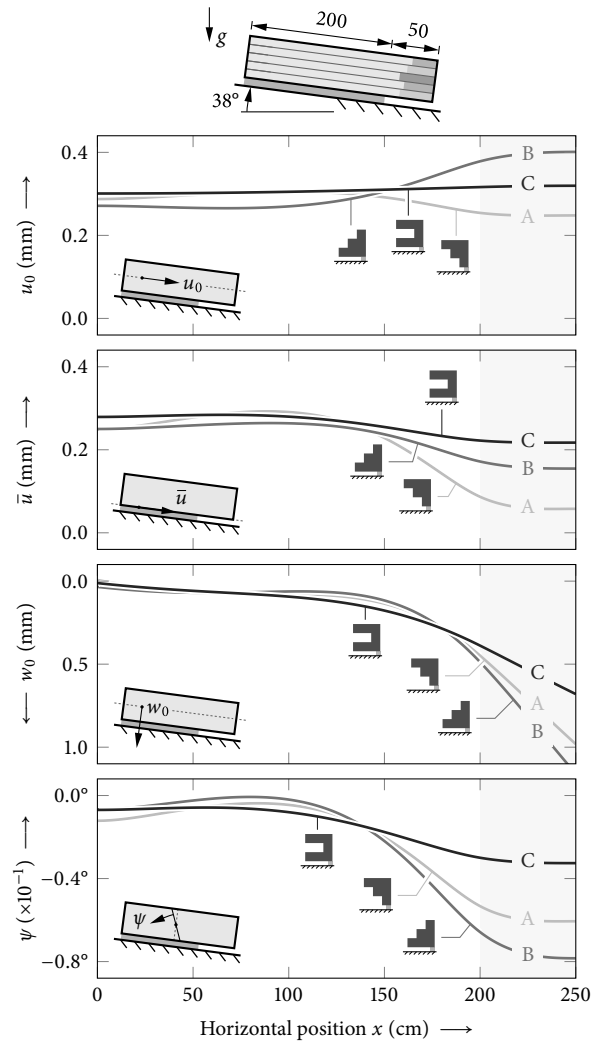 200 50
g
38°
0.4
0.2
0.0
u₀ (mm) ⟶
B
C
A
u₀
0.4
0.2
0.0
u̅ (mm) ⟶
C
B
A
u̅
0.0
0.5
1.0
⟵ w₀ (mm)
C
A
B
w₀
0.0°
−0.4°
−0.8°
ψ (×10⁻¹) ⟶
C
A
B
ψ
0 50 100 150 200 250
Horizontal position x (cm) ⟶